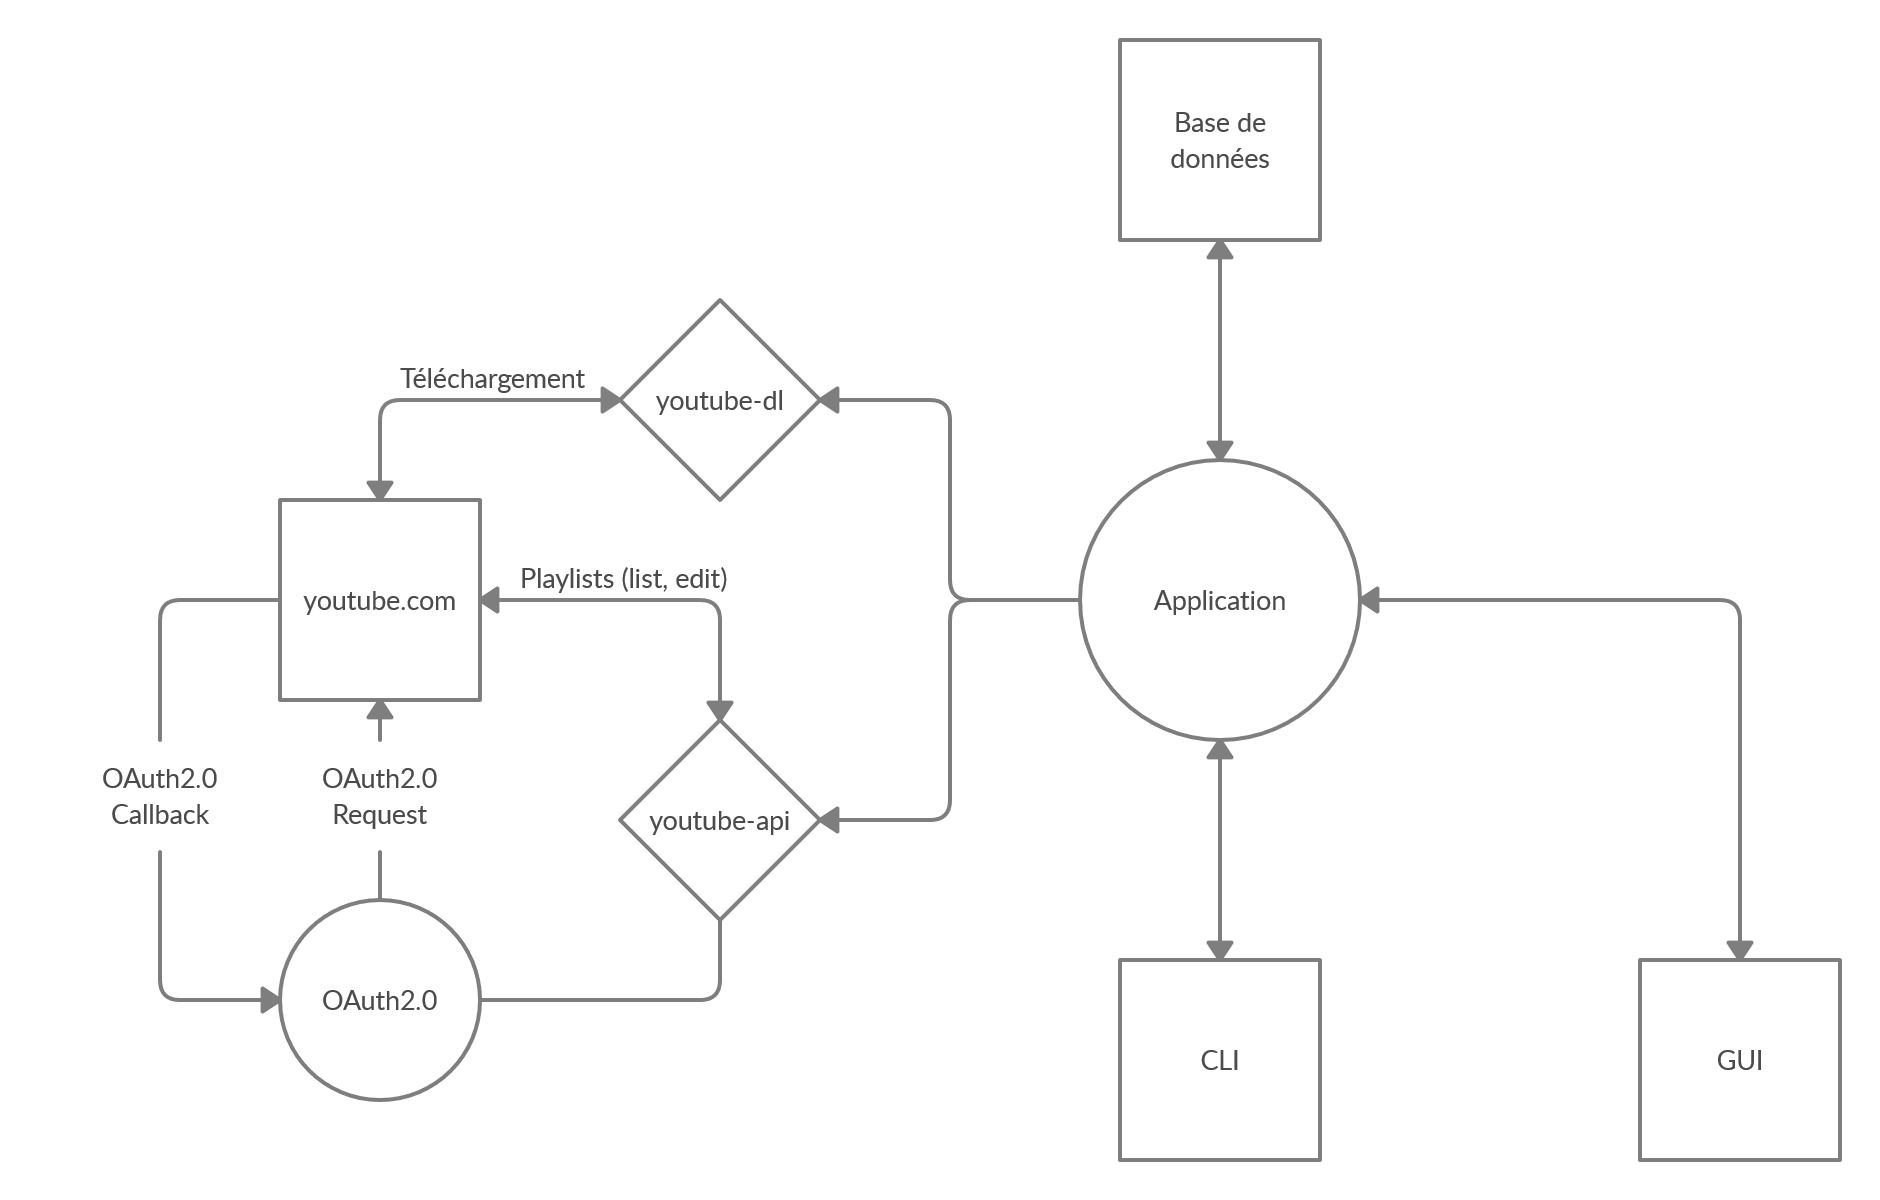 Base de
données
Téléchargement
youtube-dl
Playlists (list, edit)
youtube.com
Application
OAuth2.0
Callback
OAuth2.0
Request
youtube-api
OAuth2.0
CLI
GUI